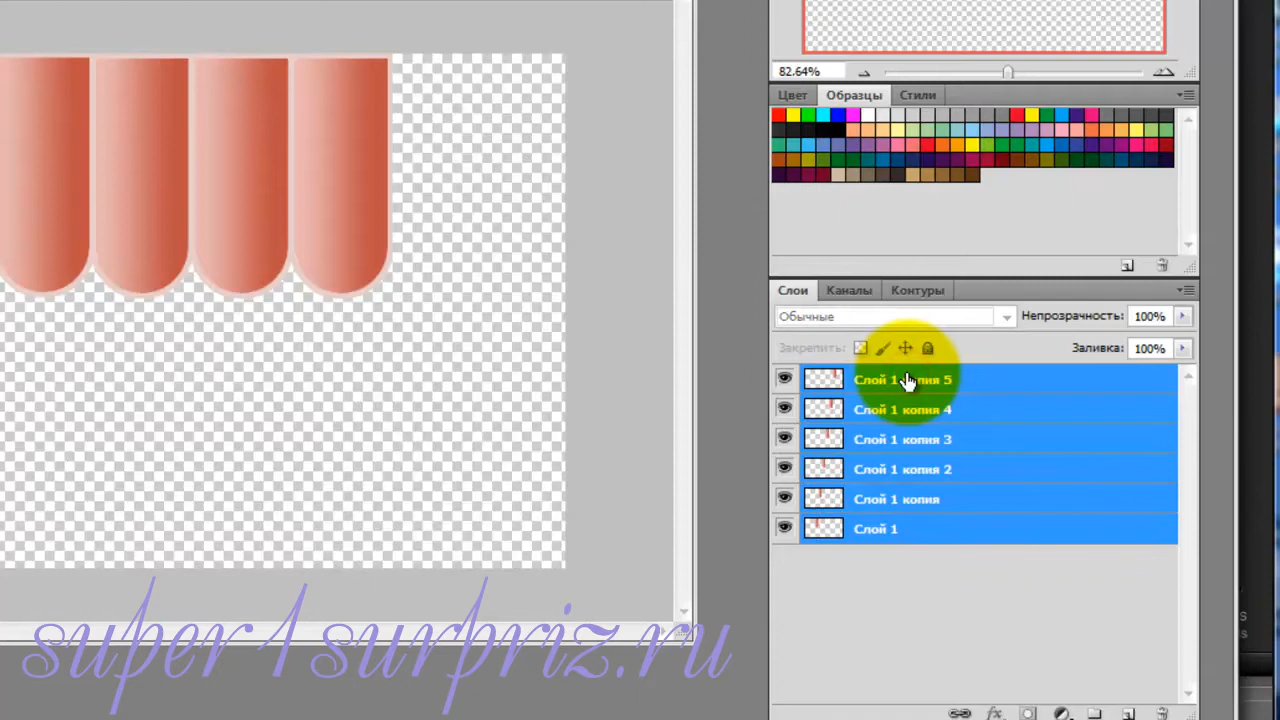 82.64%
Цвет Образцы Стили
Слои Каналы Контуры
Обычные Непрозрачность: 100%
Закрепить: Заливка: 100%
Слой 1 копия 5
Слой 1 копия 4
Слой 1 копия 3
Слой 1 копия 2
Слой 1 копия
Слой 1
super1surpriz.ru
fx